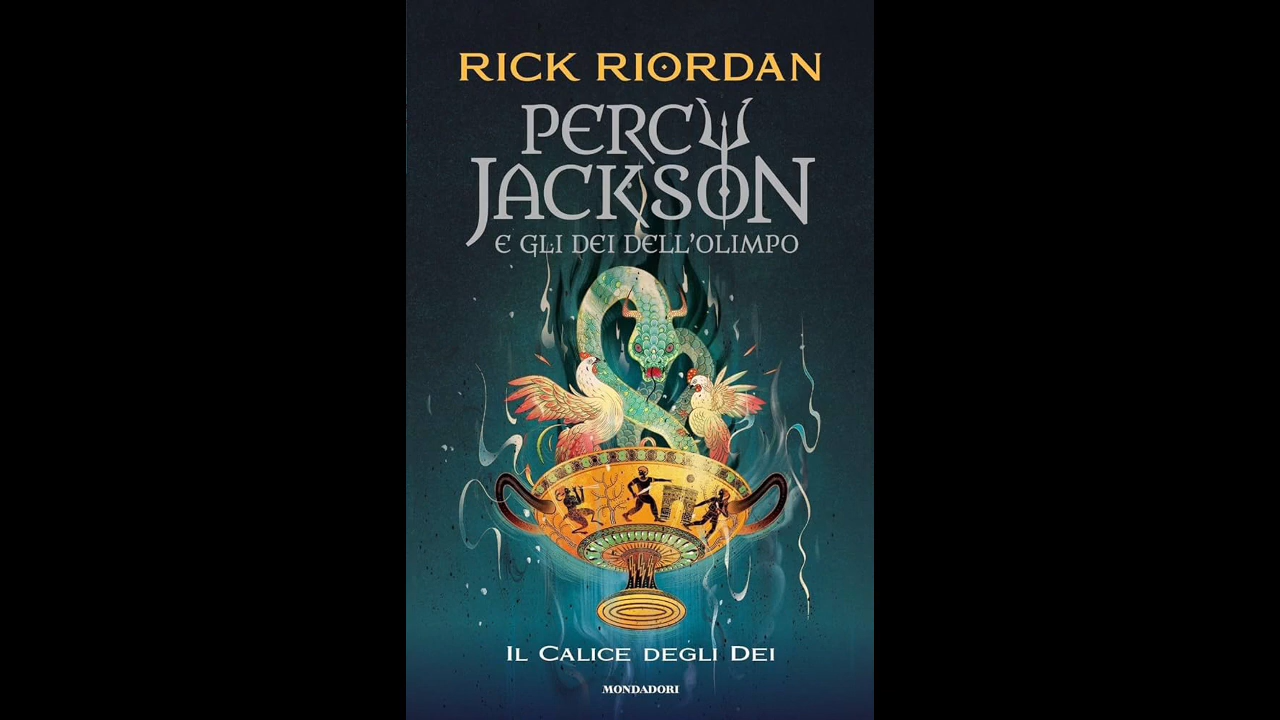 RICK RIORDAN
PERCY
JACKSON
E GLI DEI DELL'OLIMPO
IL CALICE DEGLI DEI
MONDADORI